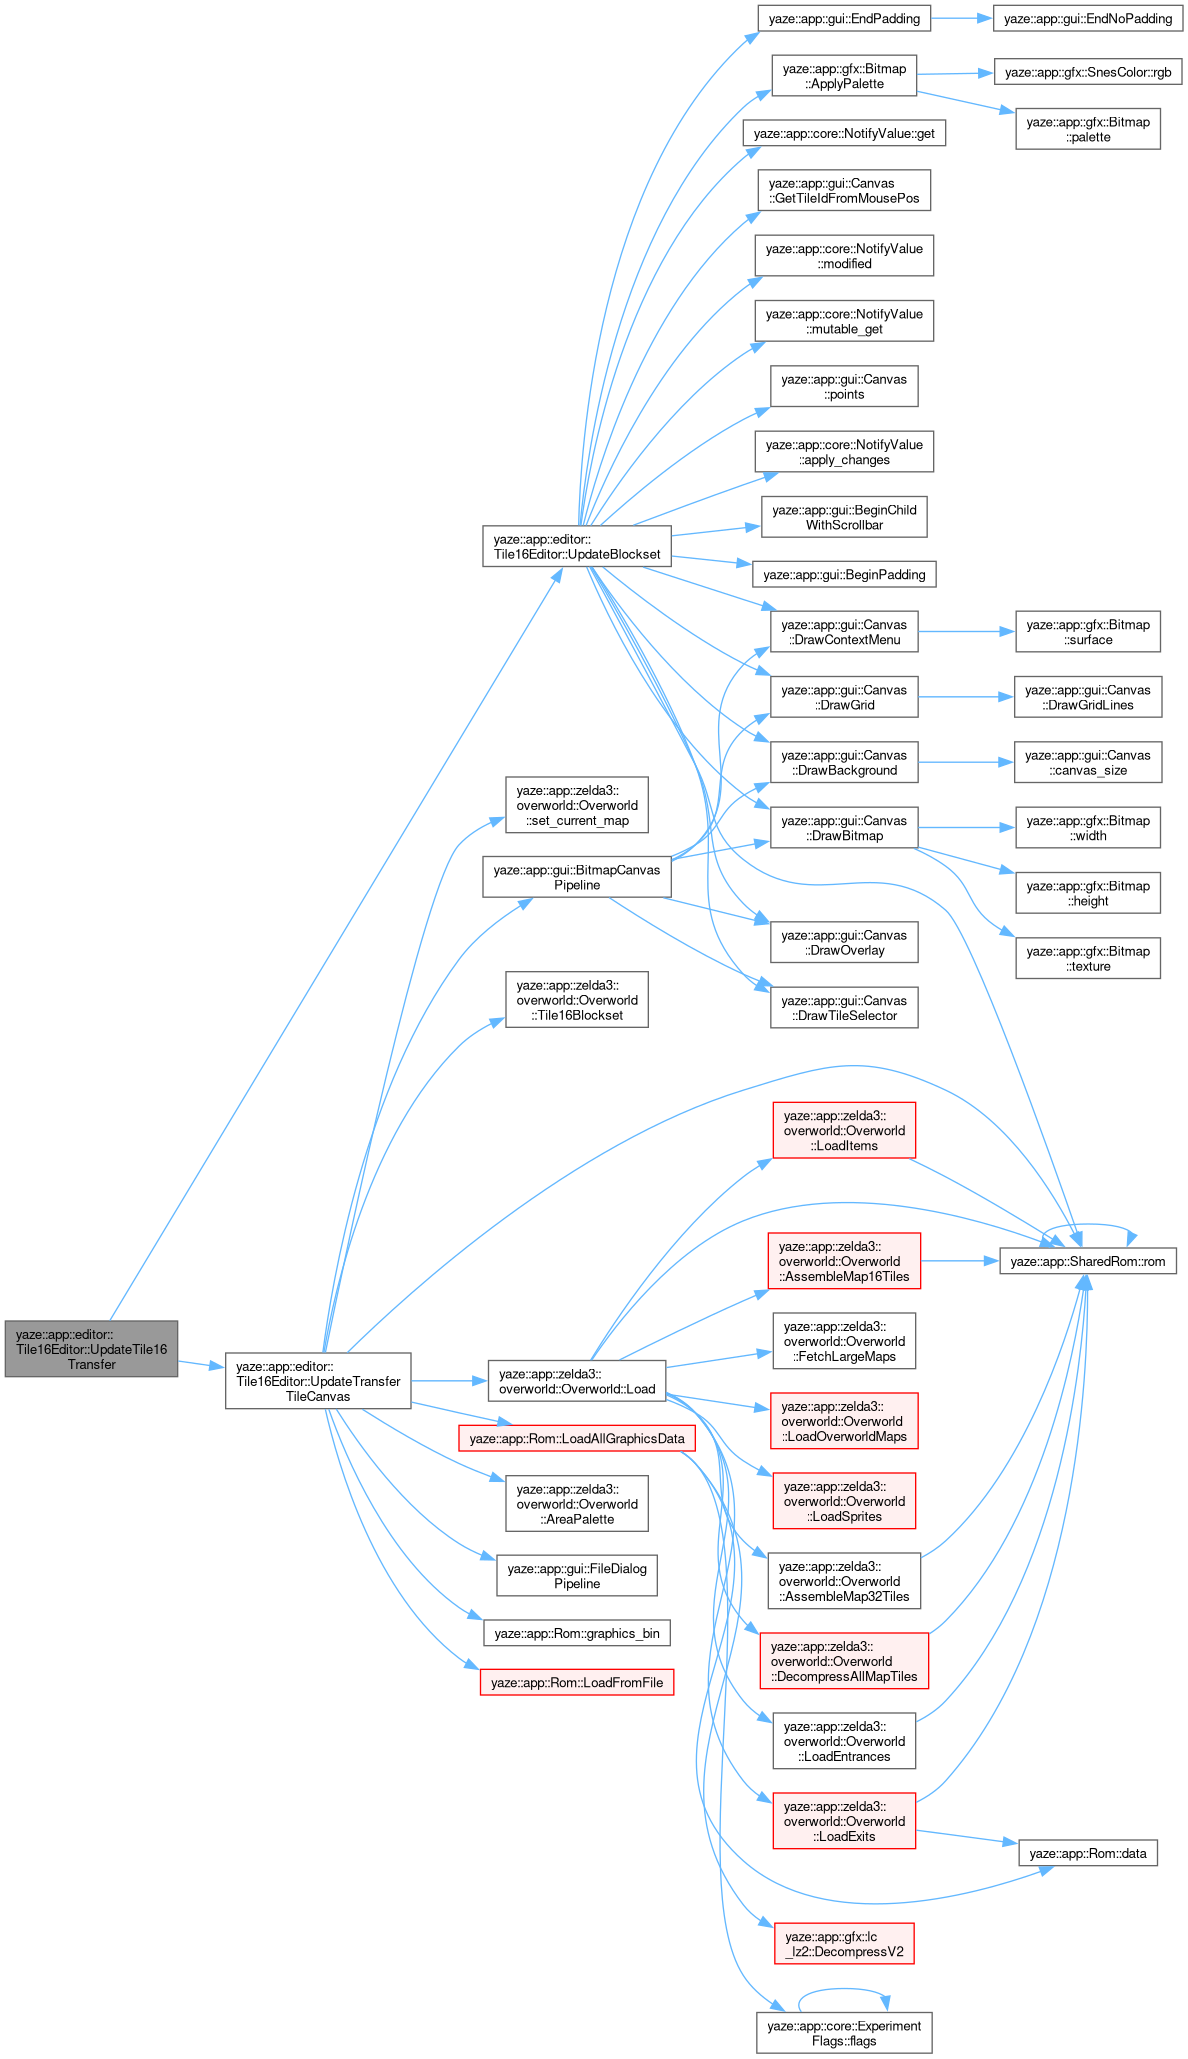 yaze::app::gui::EndPadding
yaze::app::gui::EndNoPadding
yaze::app::gfx::Bitmap
::ApplyPalette
yaze::app::gfx::SnesColor::rgb
yaze::app::gfx::Bitmap
::palette
yaze::app::core::NotifyValue::get
yaze::app::gui::Canvas
::GetTileIdFromMousePos
yaze::app::core::NotifyValue
::modified
yaze::app::core::NotifyValue
::mutable_get
yaze::app::gui::Canvas
::points
yaze::app::core::NotifyValue
::apply_changes
yaze::app::gui::BeginChild
WithScrollbar
yaze::app::editor::
Tile16Editor::UpdateBlockset
yaze::app::gui::BeginPadding
yaze::app::gui::Canvas
::DrawContextMenu
yaze::app::gfx::Bitmap
::surface
yaze::app::gui::Canvas
::DrawGrid
yaze::app::gui::Canvas
::DrawGridLines
yaze::app::gui::Canvas
::DrawBackground
yaze::app::gui::Canvas
::canvas_size
yaze::app::zelda3::
overworld::Overworld
::set_current_map
yaze::app::gui::Canvas
::DrawBitmap
yaze::app::gfx::Bitmap
::width
yaze::app::gui::BitmapCanvas
Pipeline
yaze::app::gfx::Bitmap
::height
yaze::app::gui::Canvas
::DrawOverlay
yaze::app::gfx::Bitmap
::texture
yaze::app::zelda3::
overworld::Overworld
::Tile16Blockset
yaze::app::gui::Canvas
::DrawTileSelector
yaze::app::zelda3::
overworld::Overworld
::LoadItems
yaze::app::zelda3::
overworld::Overworld
::AssembleMap16Tiles
yaze::app::SharedRom::rom
yaze::app::editor::
Tile16Editor::UpdateTile16
Transfer
yaze::app::zelda3::
overworld::Overworld
::FetchLargeMaps
yaze::app::editor::
Tile16Editor::UpdateTransfer
TileCanvas
yaze::app::zelda3::
overworld::Overworld::Load
yaze::app::zelda3::
overworld::Overworld
::LoadOverworldMaps
yaze::app::Rom::LoadAllGraphicsData
yaze::app::zelda3::
overworld::Overworld
::AreaPalette
yaze::app::zelda3::
overworld::Overworld
::LoadSprites
yaze::app::gui::FileDialog
Pipeline
yaze::app::zelda3::
overworld::Overworld
::AssembleMap32Tiles
yaze::app::Rom::graphics_bin
yaze::app::zelda3::
overworld::Overworld
::DecompressAllMapTiles
yaze::app::Rom::LoadFromFile
yaze::app::zelda3::
overworld::Overworld
::LoadEntrances
yaze::app::zelda3::
overworld::Overworld
::LoadExits
yaze::app::Rom::data
yaze::app::gfx::lc
_lz2::DecompressV2
yaze::app::core::Experiment
Flags::flags